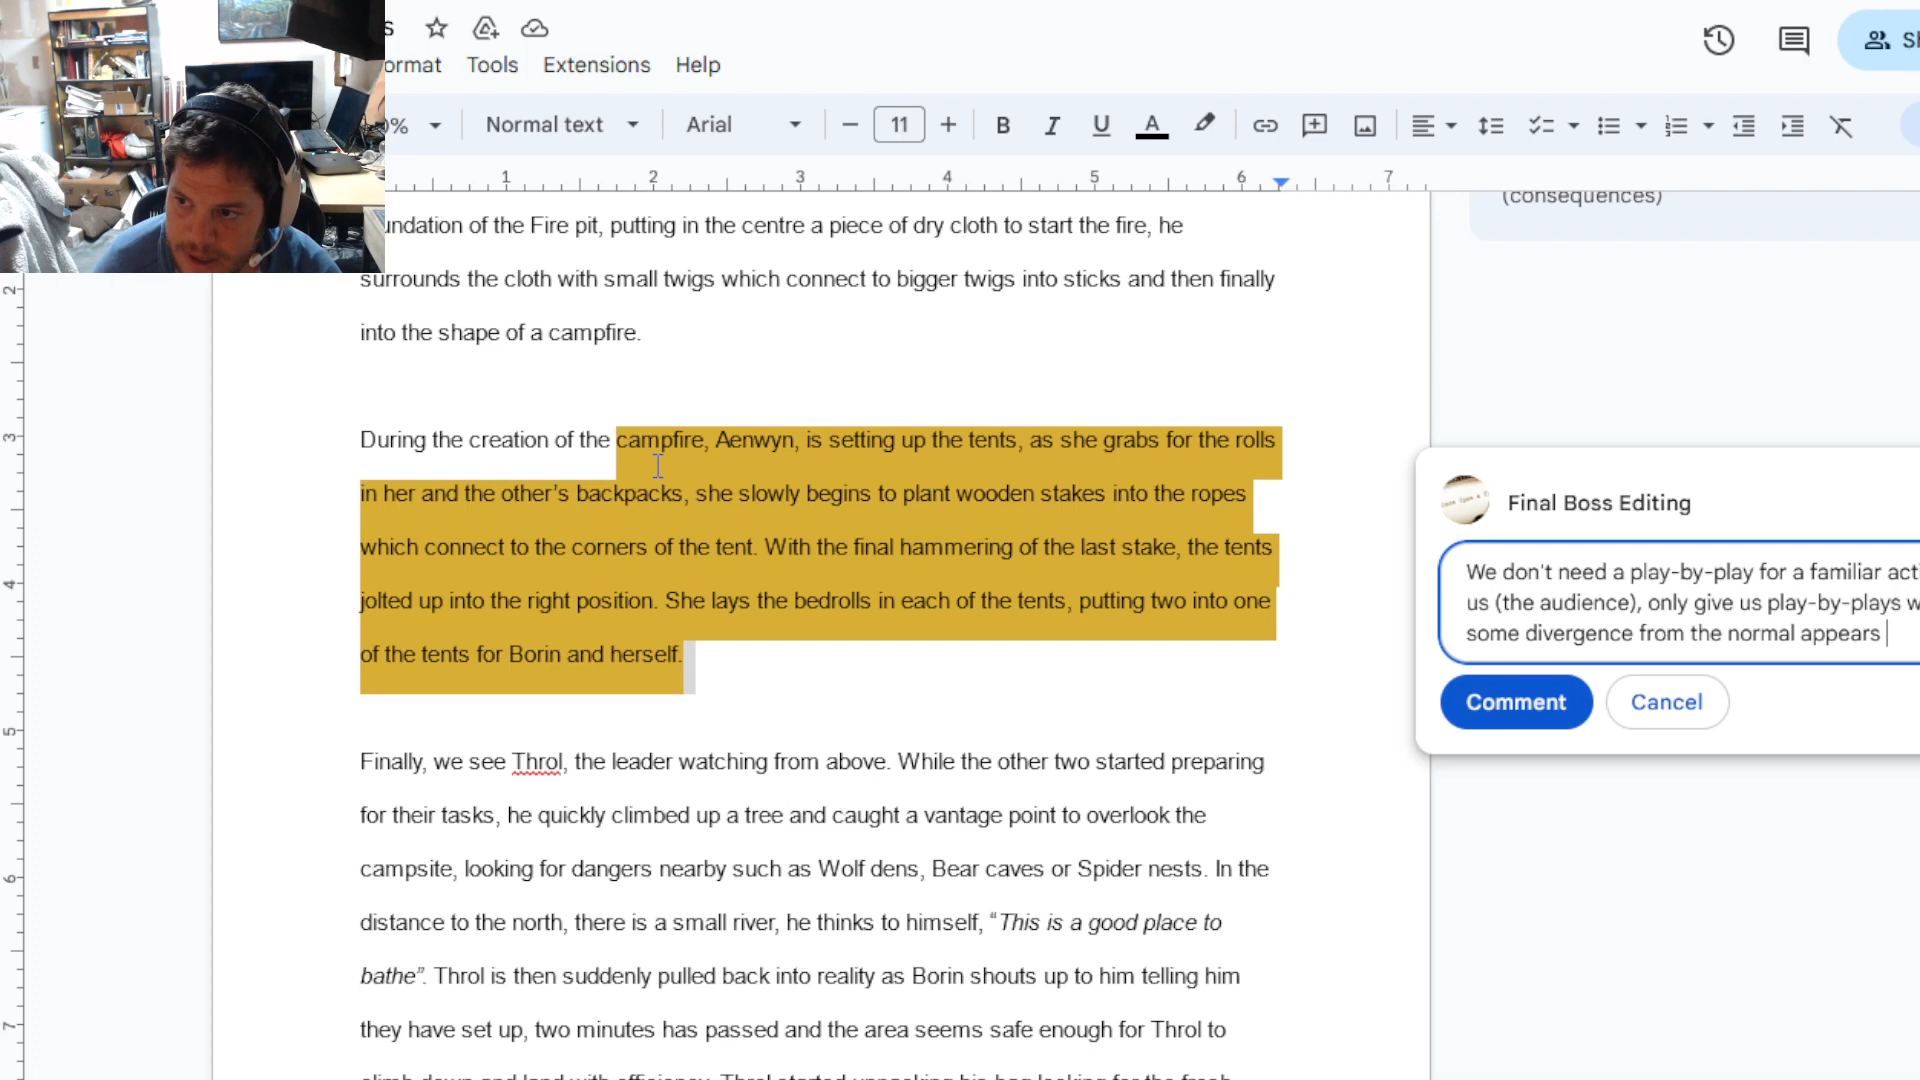 s
ormat Tools Extensions Help
Sh
0% Normal text Arial 11 B I U A
1 2 3 4 5 6 7
(consequences)
undation of the Fire pit, putting in the centre a piece of dry cloth to start the fire, he
surrounds the cloth with small twigs which connect to bigger twigs into sticks and then finally
into the shape of a campfire.
During the creation of the campfire, Aenwyn, is setting up the tents, as she grabs for the rolls
in her and the other's backpacks, she slowly begins to plant wooden stakes into the ropes
which connect to the corners of the tent. With the final hammering of the last stake, the tents
jolted up into the right position. She lays the bedrolls in each of the tents, putting two into one
of the tents for Borin and herself.
Finally, we see Throl, the leader watching from above. While the other two started preparing
for their tasks, he quickly climbed up a tree and caught a vantage point to overlook the
campsite, looking for dangers nearby such as Wolf dens, Bear caves or Spider nests. In the
distance to the north, there is a small river, he thinks to himself, “This is a good place to
bathe”. Throl is then suddenly pulled back into reality as Borin shouts up to him telling him
they have set up, two minutes has passed and the area seems safe enough for Throl to
Final Boss Editing
We don't need a play-by-play for a familiar acti
us (the audience), only give us play-by-plays w
some divergence from the normal appears
Comment Cancel
2
3
4
5
6
7